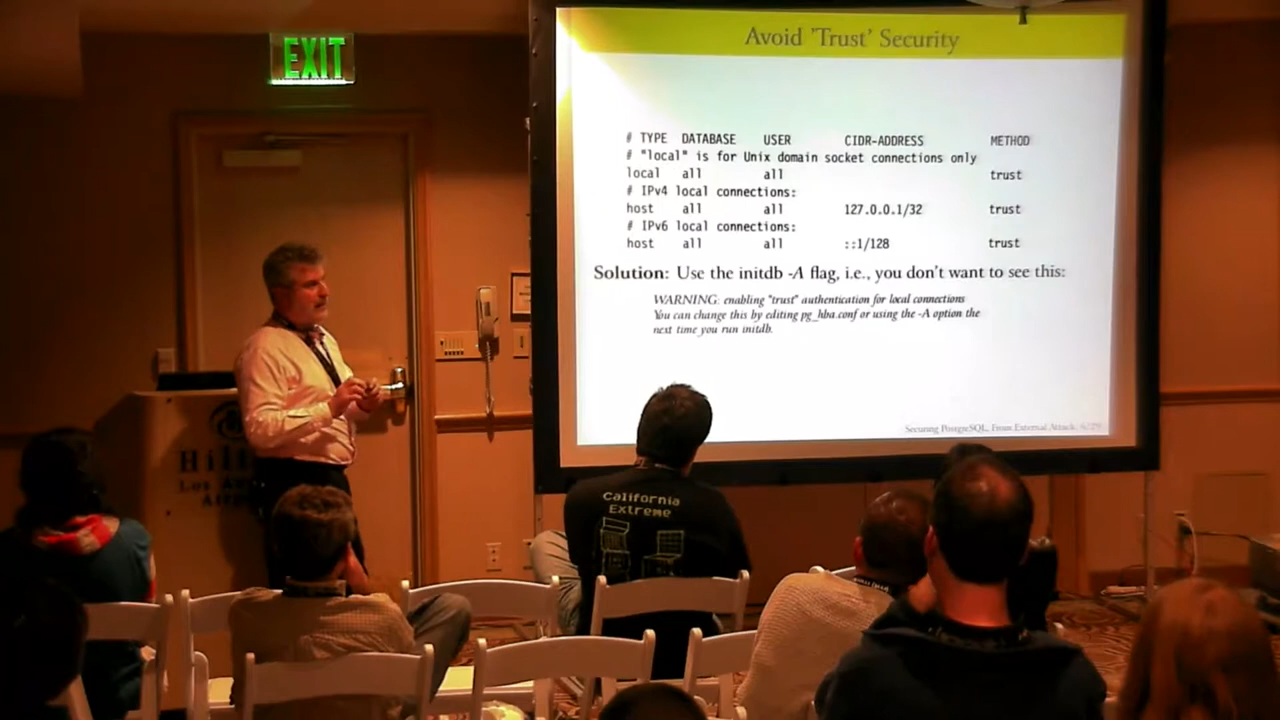 EXIT
Avoid 'Trust' Security
# TYPE DATABASE USER CIDR-ADDRESS METHOD
# "local" is for Unix domain socket connections only
local all all trust
# IPv4 local connections:
host all all 127.0.0.1/32 trust
# IPv6 local connections:
host all all ::1/128 trust
Solution: Use the initdb -A flag, i.e., you don't want to see this:
WARNING: enabling "trust" authentication for local connections
You can change this by editing pg_hba.conf or using the -A option the
next time you run initdb.
Securing PostgreSQL, From External Attack
California
Extreme
Los